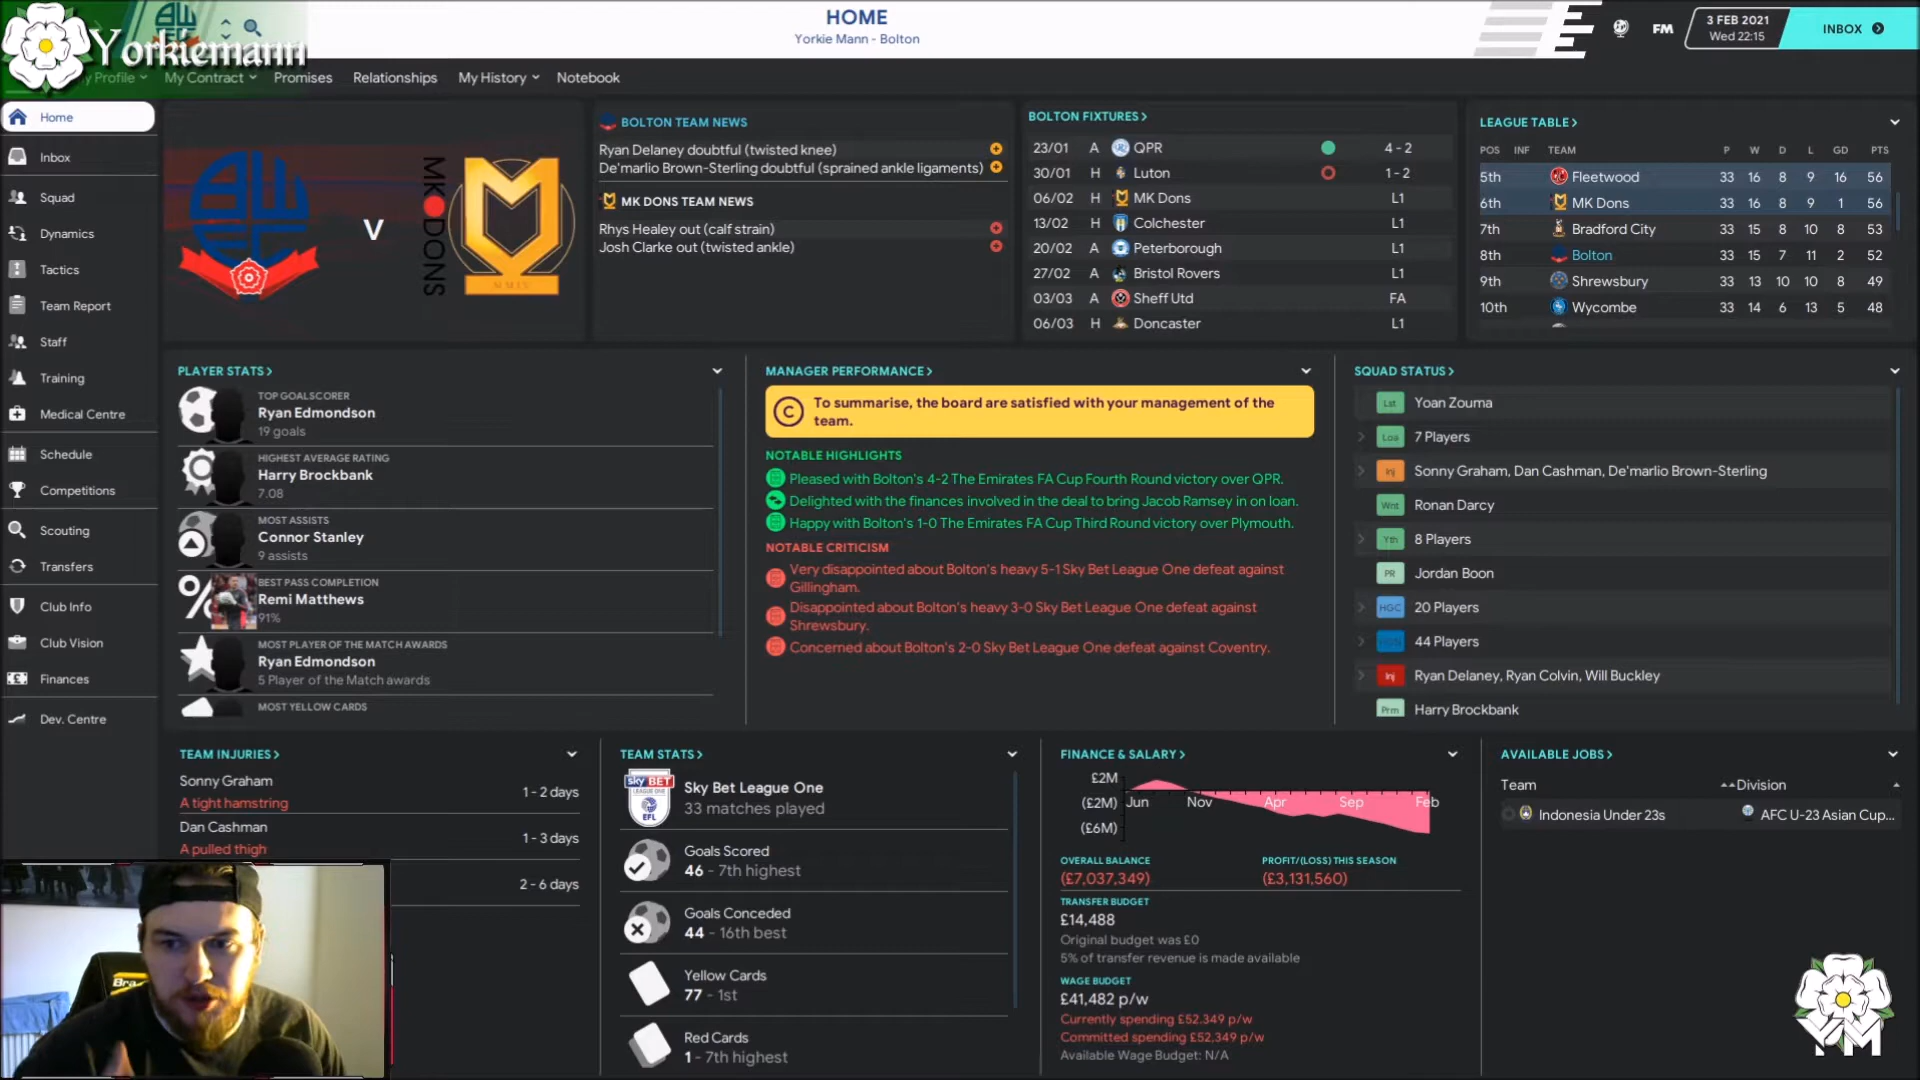 HOME
Yorkie Mann - Bolton
Yorkiemann
3 FEB 2021
Wed 22:15
FM
INBOX
My Contract
Promises
Relationships
My History
Notebook
Home
Inbox
Squad
Dynamics
Tactics
Team Report
Staff
Training
Medical Centre
Schedule
Competitions
Scouting
Transfers
Club Info
Club Vision
Finances
Dev. Centre
V
MK DONS
BOLTON TEAM NEWS
Ryan Delaney doubtful (twisted knee)
De'marlio Brown-Sterling doubtful (sprained ankle ligaments)
MK DONS TEAM NEWS
Rhys Healey out (calf strain)
Josh Clarke out (twisted ankle)
BOLTON FIXTURES>
23/01 A QPR 4 - 2
30/01 H Luton 1 - 2
06/02 H MK Dons L1
13/02 H Colchester L1
20/02 A Peterborough L1
27/02 A Bristol Rovers L1
03/03 A Sheff Utd FA
06/03 H Doncaster L1
LEAGUE TABLE>
POS INF TEAM P W D L GD PTS
5th Fleetwood 33 16 8 9 16 56
6th MK Dons 33 16 8 9 1 56
7th Bradford City 33 15 8 10 8 53
8th Bolton 33 15 7 11 2 52
9th Shrewsbury 33 13 10 10 8 49
10th Wycombe 33 14 6 13 5 48
PLAYER STATS>
TOP GOALSCORER
Ryan Edmondson
19 goals
HIGHEST AVERAGE RATING
Harry Brockbank
7.08
MOST ASSISTS
Connor Stanley
9 assists
%
BEST PASS COMPLETION
Remi Matthews
91%
MOST PLAYER OF THE MATCH AWARDS
Ryan Edmondson
5 Player of the Match awards
MOST YELLOW CARDS
MANAGER PERFORMANCE>
C
To summarise, the board are satisfied with your management of the
team.
NOTABLE HIGHLIGHTS
Pleased with Bolton's 4-2 The Emirates FA Cup Fourth Round victory over QPR.
Delighted with the finances involved in the deal to bring Jacob Ramsey in on loan.
Happy with Bolton's 1-0 The Emirates FA Cup Third Round victory over Plymouth.
NOTABLE CRITICISM
Very disappointed about Bolton's heavy 5-1 Sky Bet League One defeat against
Gillingham.
Disappointed about Bolton's heavy 3-0 Sky Bet League One defeat against
Shrewsbury.
Concerned about Bolton's 2-0 Sky Bet League One defeat against Coventry.
SQUAD STATUS>
Lst Yoan Zouma
Loa 7 Players
Inj Sonny Graham, Dan Cashman, De'marlio Brown-Sterling
Wnt Ronan Darcy
Yth 8 Players
PR Jordan Boon
HGC 20 Players
44 Players
Inj Ryan Delaney, Ryan Colvin, Will Buckley
Prm Harry Brockbank
TEAM INJURIES>
Sonny Graham
A tight hamstring
1 - 2 days
Dan Cashman
A pulled thigh
1 - 3 days
2 - 6 days
TEAM STATS>
sky BET
LEAGUE ONE
EFL
Sky Bet League One
33 matches played
Goals Scored
46 - 7th highest
Goals Conceded
44 - 16th best
Yellow Cards
77 - 1st
Red Cards
1 - 7th highest
FINANCE & SALARY>
£2M
(£2M)
(£6M)
Jun Nov Apr Sep Feb
OVERALL BALANCE
(£7,037,349)
PROFIT/(LOSS) THIS SEASON
(£3,131,560)
TRANSFER BUDGET
£14,488
Original budget was £0
5% of transfer revenue is made available
WAGE BUDGET
£41,482 p/w
Currently spending £52,349 p/w
Committed spending £52,349 p/w
Available Wage Budget: N/A
AVAILABLE JOBS>
Team Division
Indonesia Under 23s AFC U-23 Asian Cup...
YM